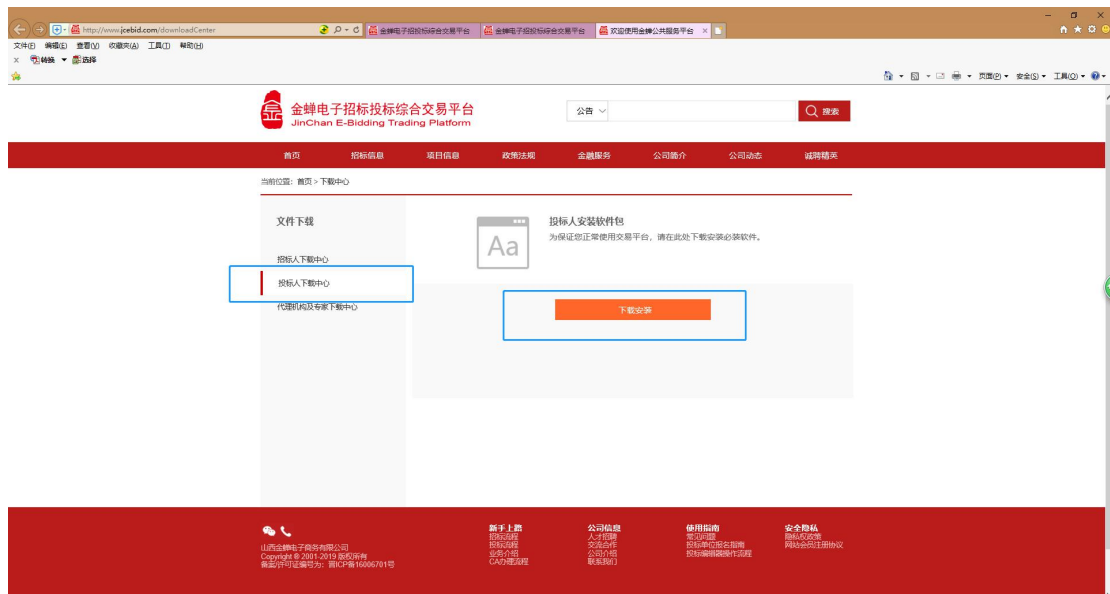 http://www.jcebid.com/downloadCenter
金蝉电子招投标综合交易平台
金蝉电子招投标综合交易平台
欢迎使用金蝉公共服务平台
文件(F) 编辑(E) 查看(V) 收藏夹(A) 工具(T) 帮助(H)
转换 选择
页面(P) 安全(S) 工具(O)
金蝉电子招标投标综合交易平台
JinChan E-Bidding Trading Platform
公告
搜索
首页 招标信息 项目信息 政策法规 金融服务 公司简介 公司动态 诚聘精英
当前位置：首页 > 下载中心
文件下载
招标人下载中心
投标人下载中心
代理机构及专家下载中心
Aa
投标人安装软件包
为保证您正常使用交易平台，请在此处下载安装必装软件。
下载安装
山西金蝉电子商务有限公司
Copyright © 2001-2019 版权所有
备案/许可证编号为：晋ICP备16006701号
新手上路
招标流程
投标流程
业务介绍
CA办理流程
公司信息
人才招聘
交流合作
公司介绍
联系我们
使用指南
常见问题
投标单位报名指南
投标编辑器操作流程
安全隐私
隐私权政策
网站会员注册协议